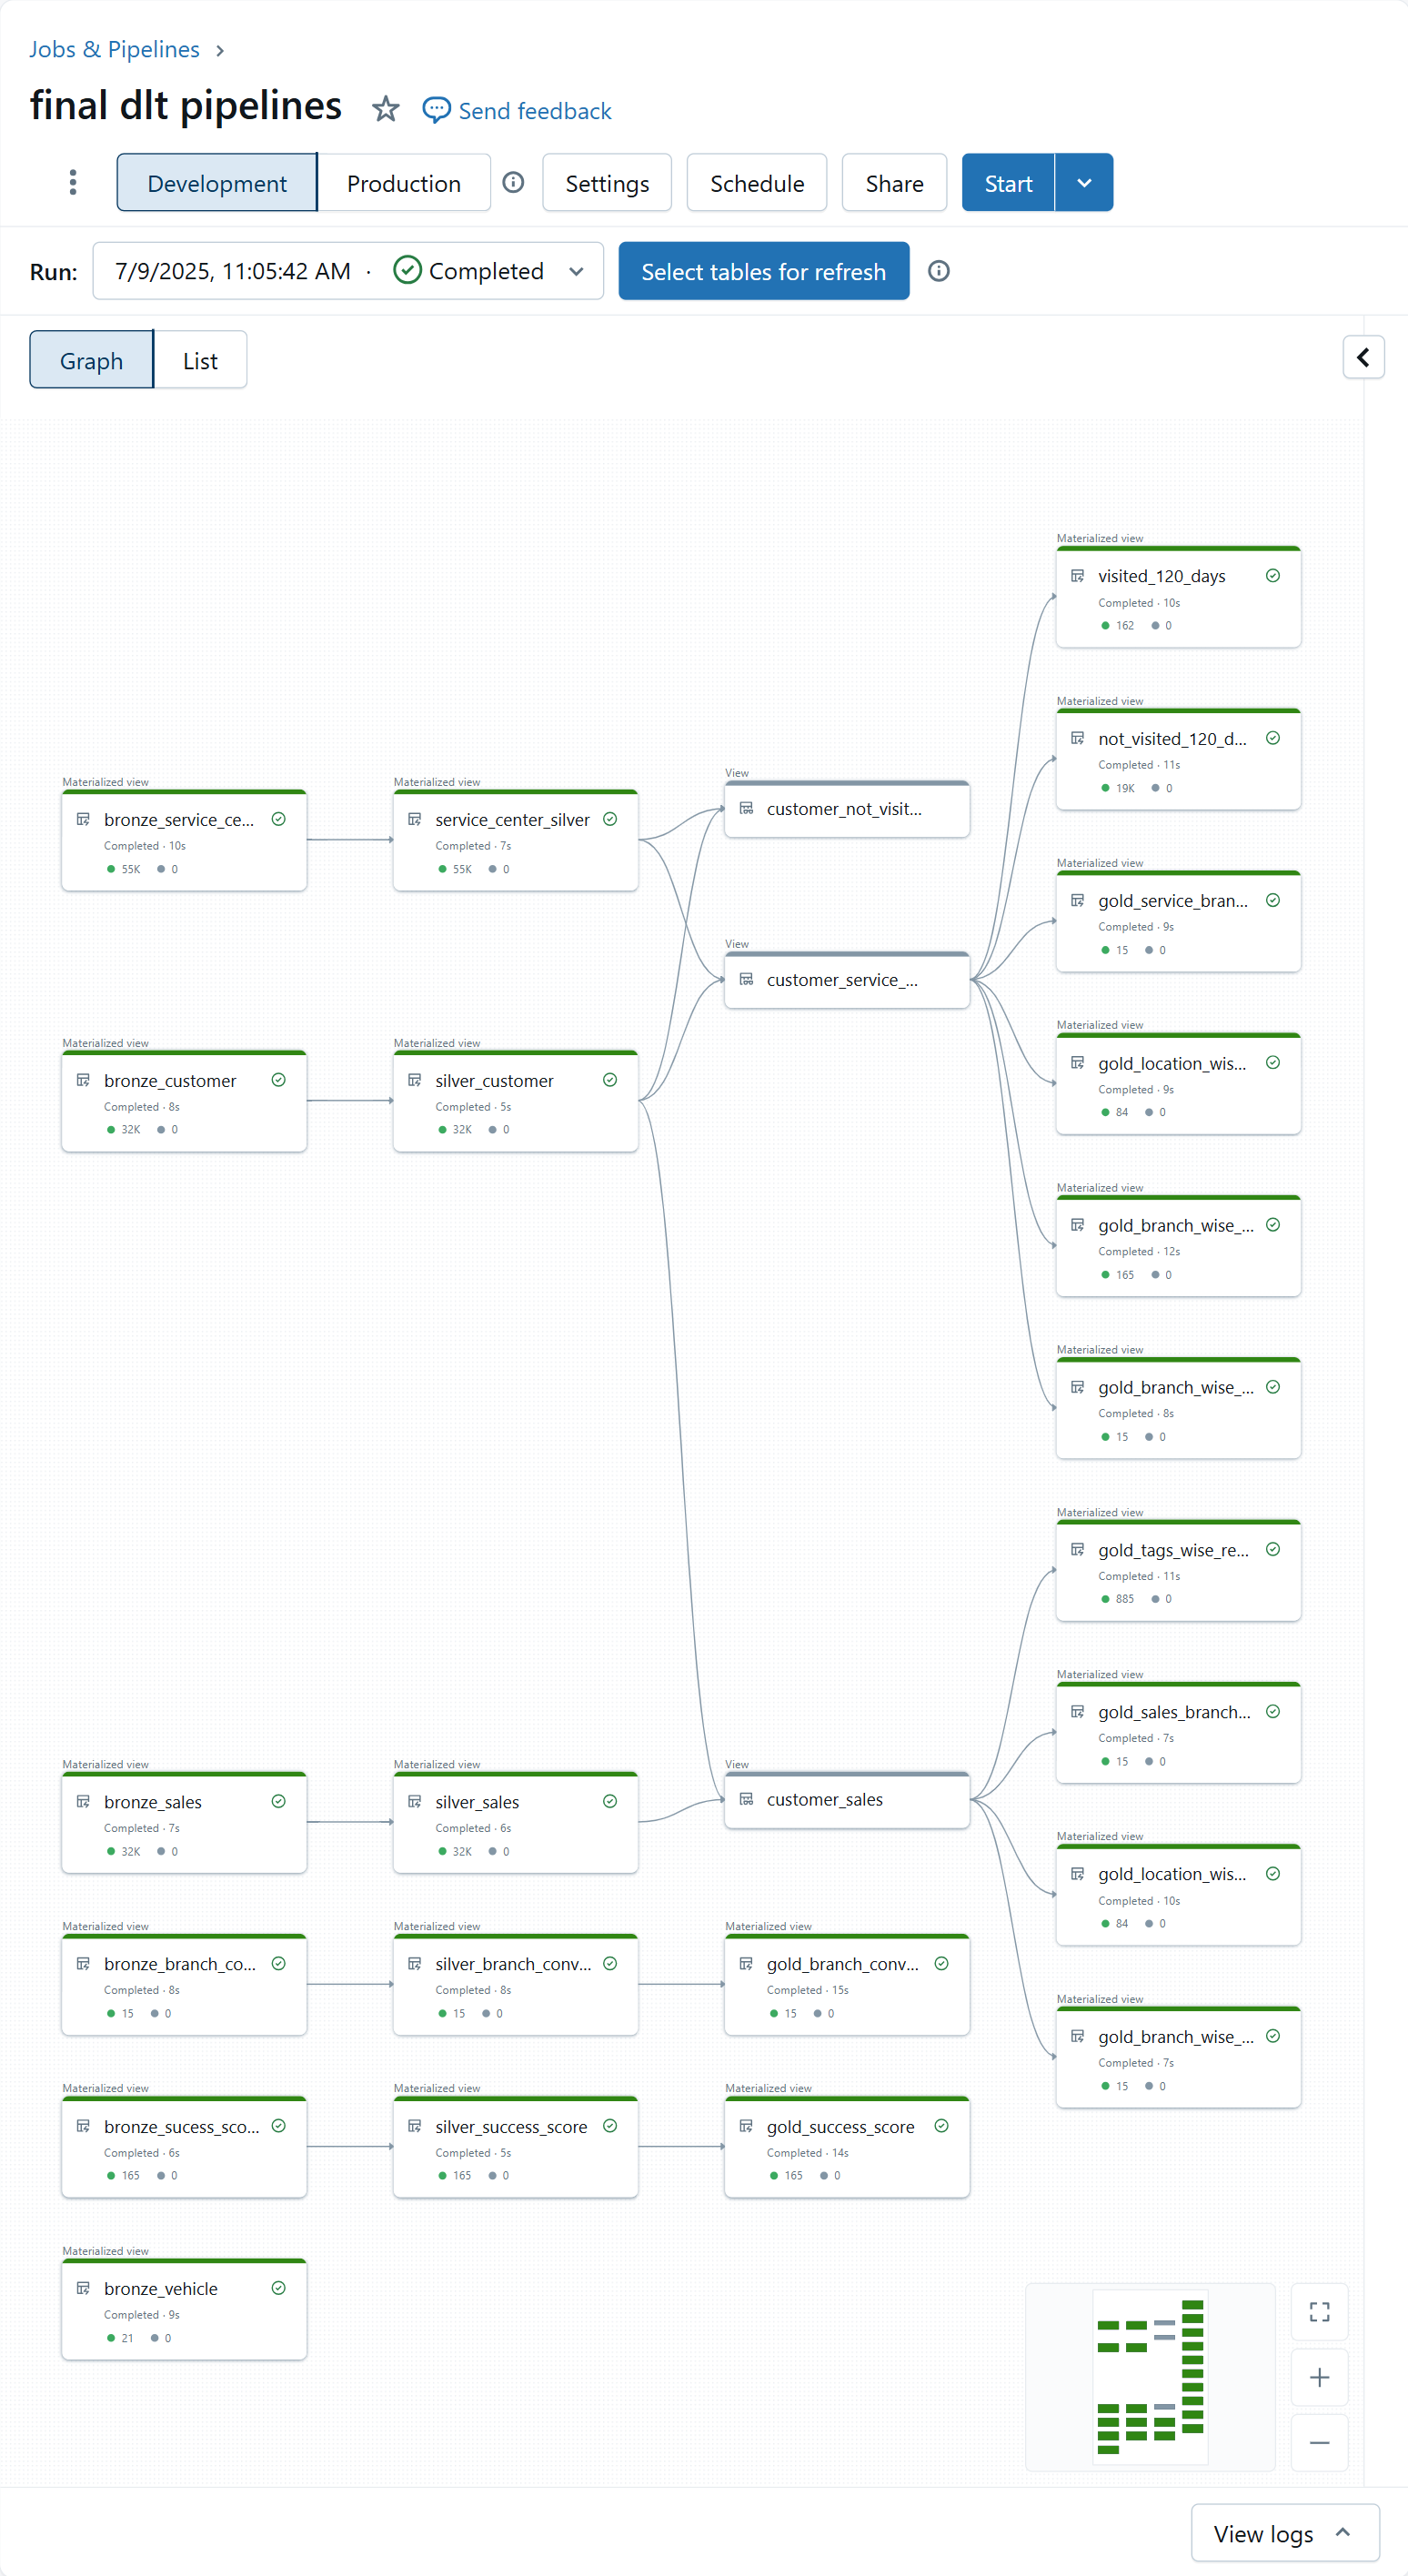 Jobs & Pipelines
final dlt pipelines
Send feedback
Development
Production
Settings
Schedule
Share
Start
Run:
7/9/2025, 11:05:42 AM · Completed
Select tables for refresh
Graph
List
Materialized view
visited_120_days
Completed · 10s
162 0
Materialized view
not_visited_120_d...
Completed · 11s
19K 0
Materialized view
bronze_service_ce...
Completed · 10s
55K 0
Materialized view
service_center_silver
Completed · 7s
55K 0
View
customer_not_visit...
Materialized view
gold_service_bran...
Completed · 9s
15 0
View
customer_service_...
Materialized view
gold_location_wis...
Completed · 9s
84 0
Materialized view
bronze_customer
Completed · 8s
32K 0
Materialized view
silver_customer
Completed · 5s
32K 0
Materialized view
gold_branch_wise_...
Completed · 12s
165 0
Materialized view
gold_branch_wise_...
Completed · 8s
15 0
Materialized view
gold_tags_wise_re...
Completed · 11s
885 0
Materialized view
gold_sales_branch...
Completed · 7s
15 0
Materialized view
bronze_sales
Completed · 7s
32K 0
Materialized view
silver_sales
Completed · 6s
32K 0
View
customer_sales
Materialized view
gold_location_wis...
Completed · 10s
84 0
Materialized view
bronze_branch_co...
Completed · 8s
15 0
Materialized view
silver_branch_conv...
Completed · 8s
15 0
Materialized view
gold_branch_conv...
Completed · 15s
15 0
Materialized view
gold_branch_wise_...
Completed · 7s
15 0
Materialized view
bronze_sucess_sco...
Completed · 6s
165 0
Materialized view
silver_success_score
Completed · 5s
165 0
Materialized view
gold_success_score
Completed · 14s
165 0
Materialized view
bronze_vehicle
Completed · 9s
21 0
View logs